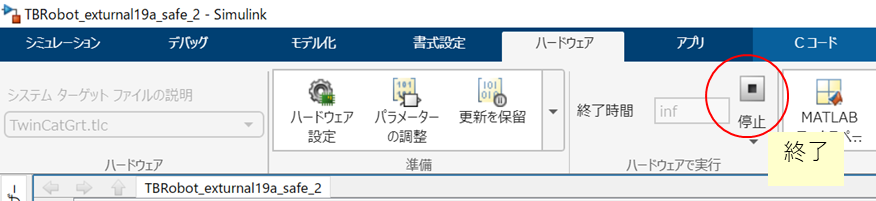 TBRobot_exturnal19a_safe_2 - Simulink
シミュレーション デバッグ モデル化 書式設定 ハードウェア アプリ Cコード
システム ターゲット ファイルの説明
TwinCatGrt.tlc
ハードウェア
設定
パラメーター
の調整
更新を保留
終了時間
inf
停止
MATLAB
ハードウェア
準備
ハードウェアで実行
終了
TBRobot_exturnal19a_safe_2